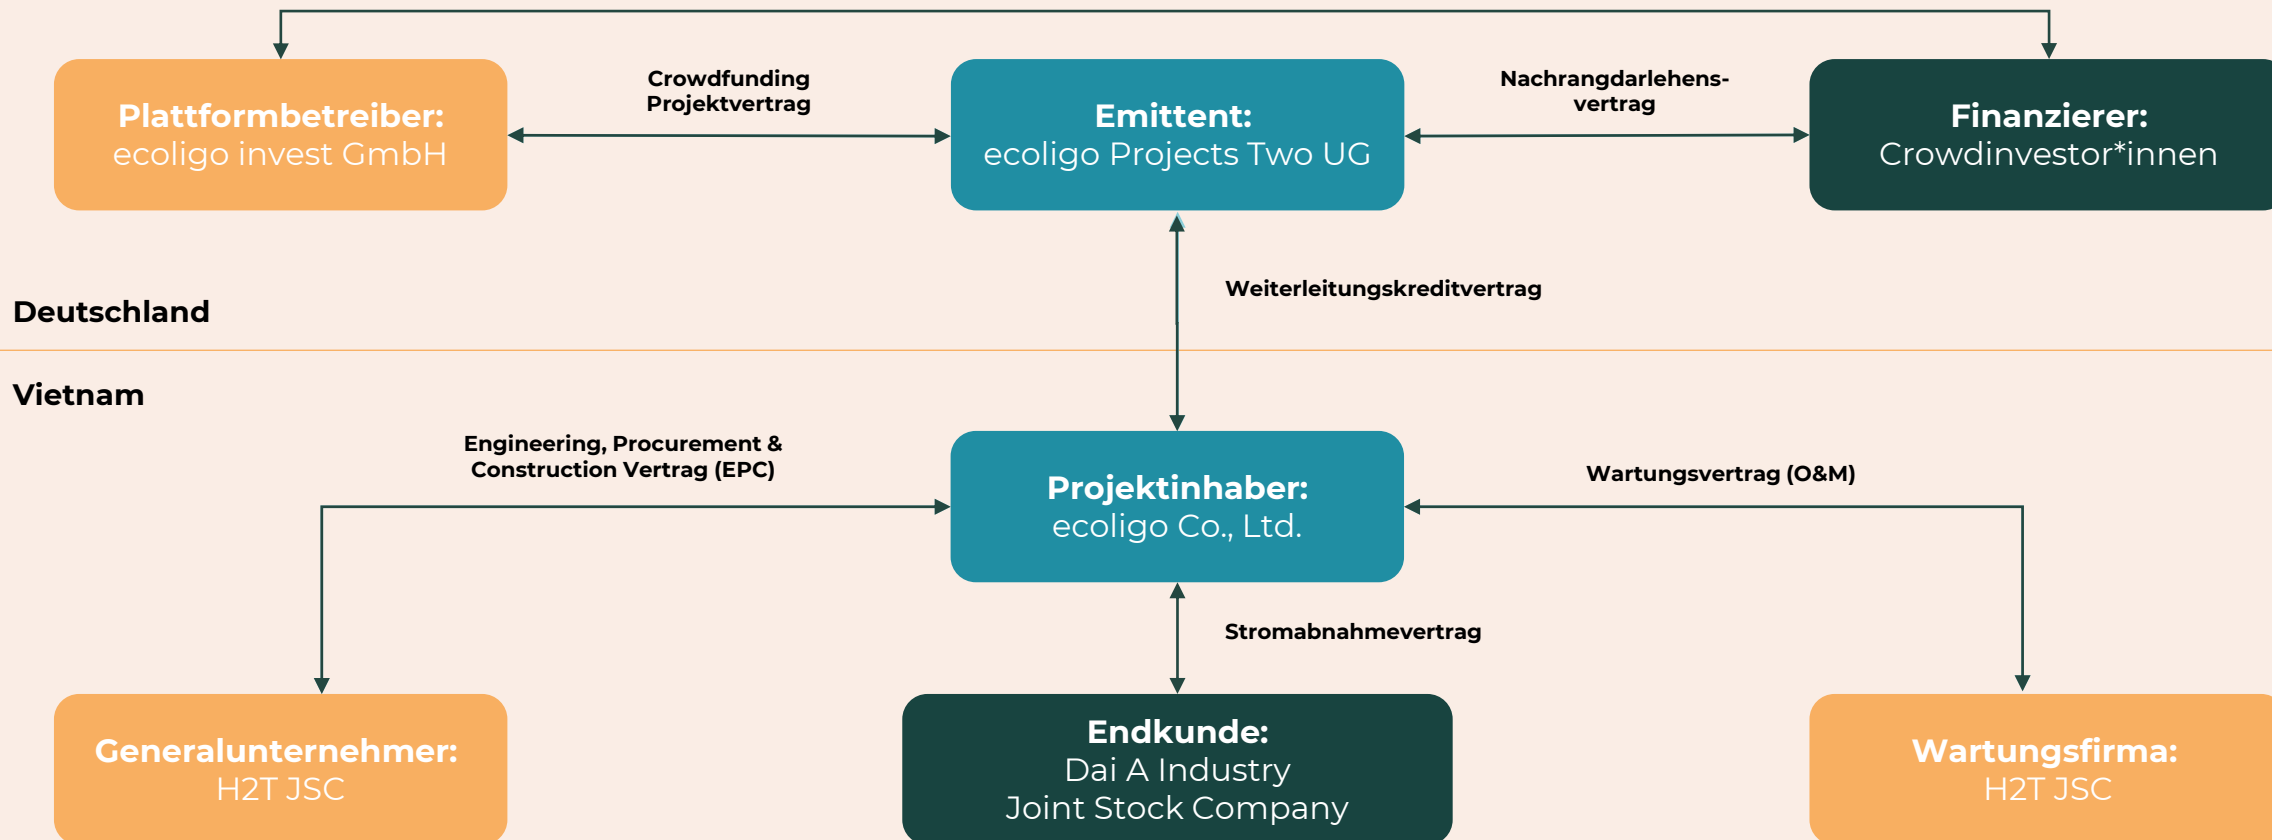 Plattformbetreiber:
ecoligo invest GmbH
Crowdfunding
Projektvertrag
Emittent:
ecoligo Projects Two UG
Nachrangdarlehens-
vertrag
Finanzierer:
Crowdinvestor*innen
Weiterleitungskreditvertrag
Deutschland
Vietnam
Engineering, Procurement &
Construction Vertrag (EPC)
Projektinhaber:
ecoligo Co., Ltd.
Wartungsvertrag (O&M)
Stromabnahmevertrag
Generalunternehmer:
H2T JSC
Endkunde:
Dai A Industry
Joint Stock Company
Wartungsfirma:
H2T JSC